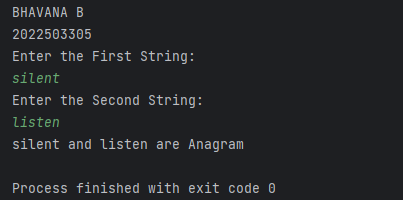 BHAVANA B
2022503305
Enter the First String:
silent
Enter the Second String:
listen
silent and listen are Anagram
Process finished with exit code 0